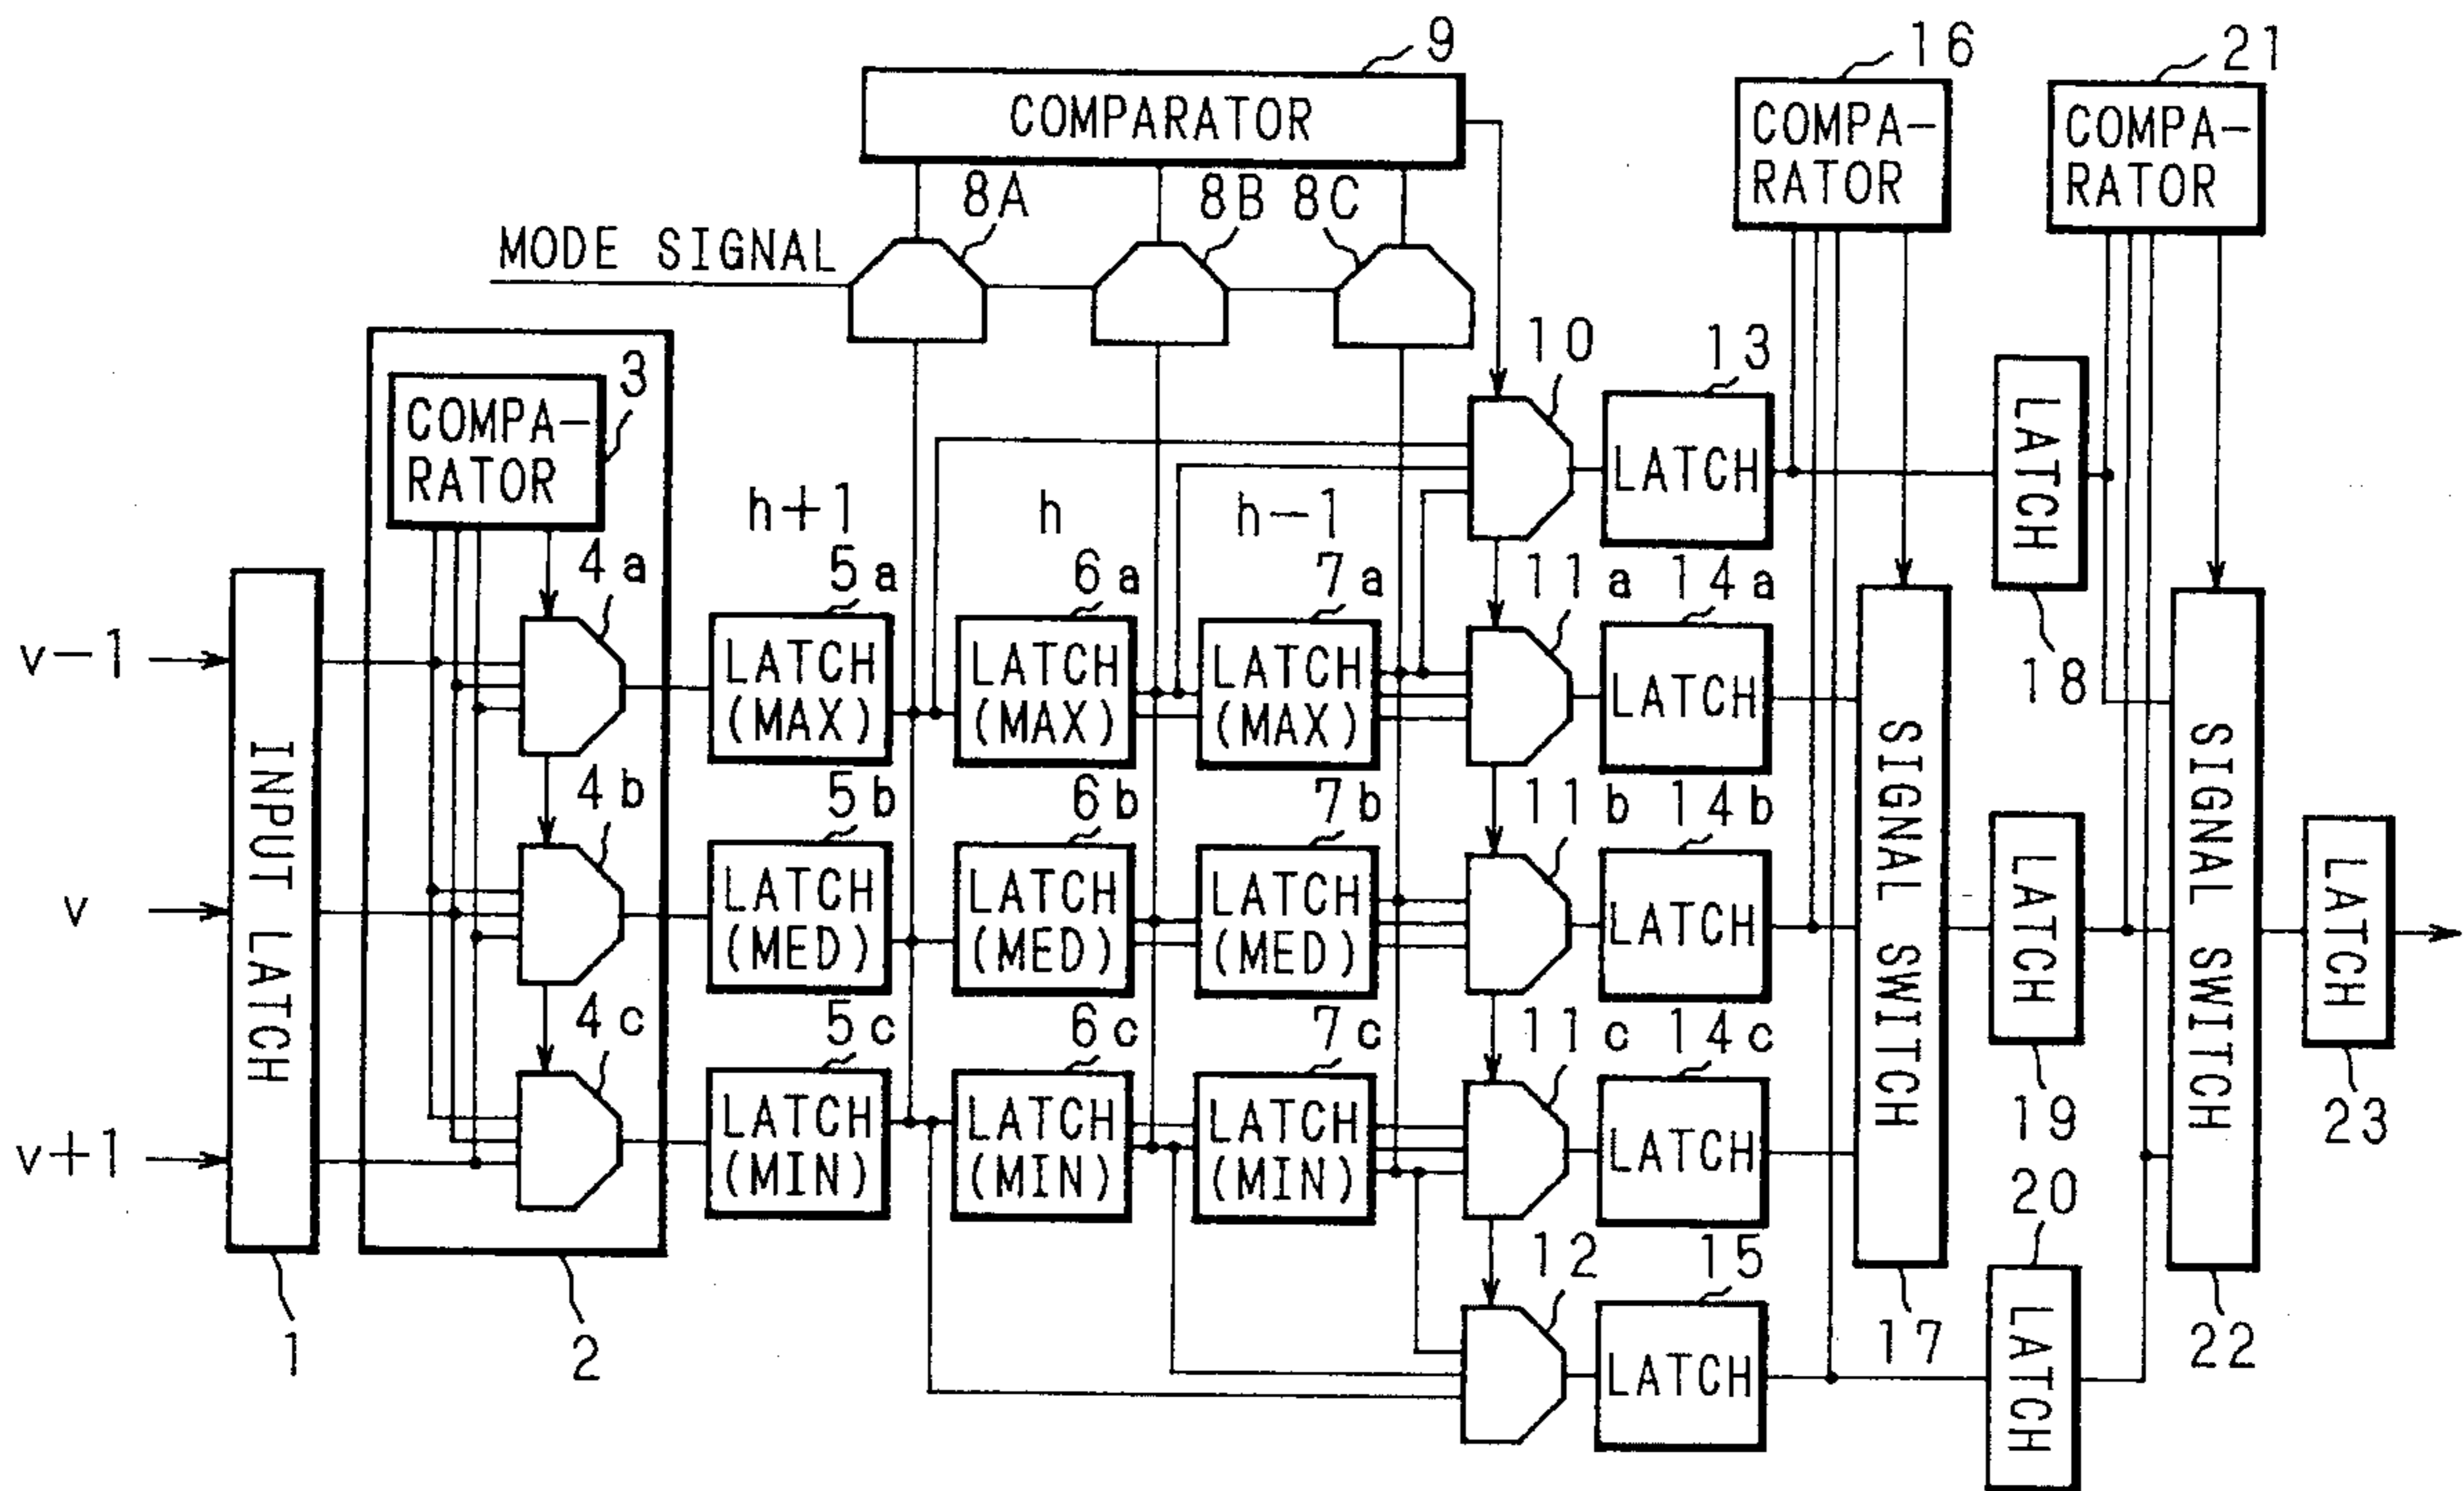 9
16
21
COMPARATOR
COMPA-
RATOR
COMPA-
RATOR
8A
8B
8C
MODE SIGNAL
10
13
3
COMPA-
RATOR
LATCH
LATCH
18
h+1
h
h-1
4a
5a
6a
7a
11a
14a
v-1
LATCH
(MAX)
LATCH
(MAX)
LATCH
(MAX)
LATCH
4b
5b
6b
7b
11b
14b
INPUT LATCH
v
LATCH
(MED)
LATCH
(MED)
LATCH
(MED)
LATCH
SIGNAL SWITCH
LATCH
SIGNAL SWITCH
LATCH
4c
5c
6c
7c
11c
14c
19
23
v+1
LATCH
(MIN)
LATCH
(MIN)
LATCH
(MIN)
LATCH
20
12
15
1
2
LATCH
17
LATCH
22